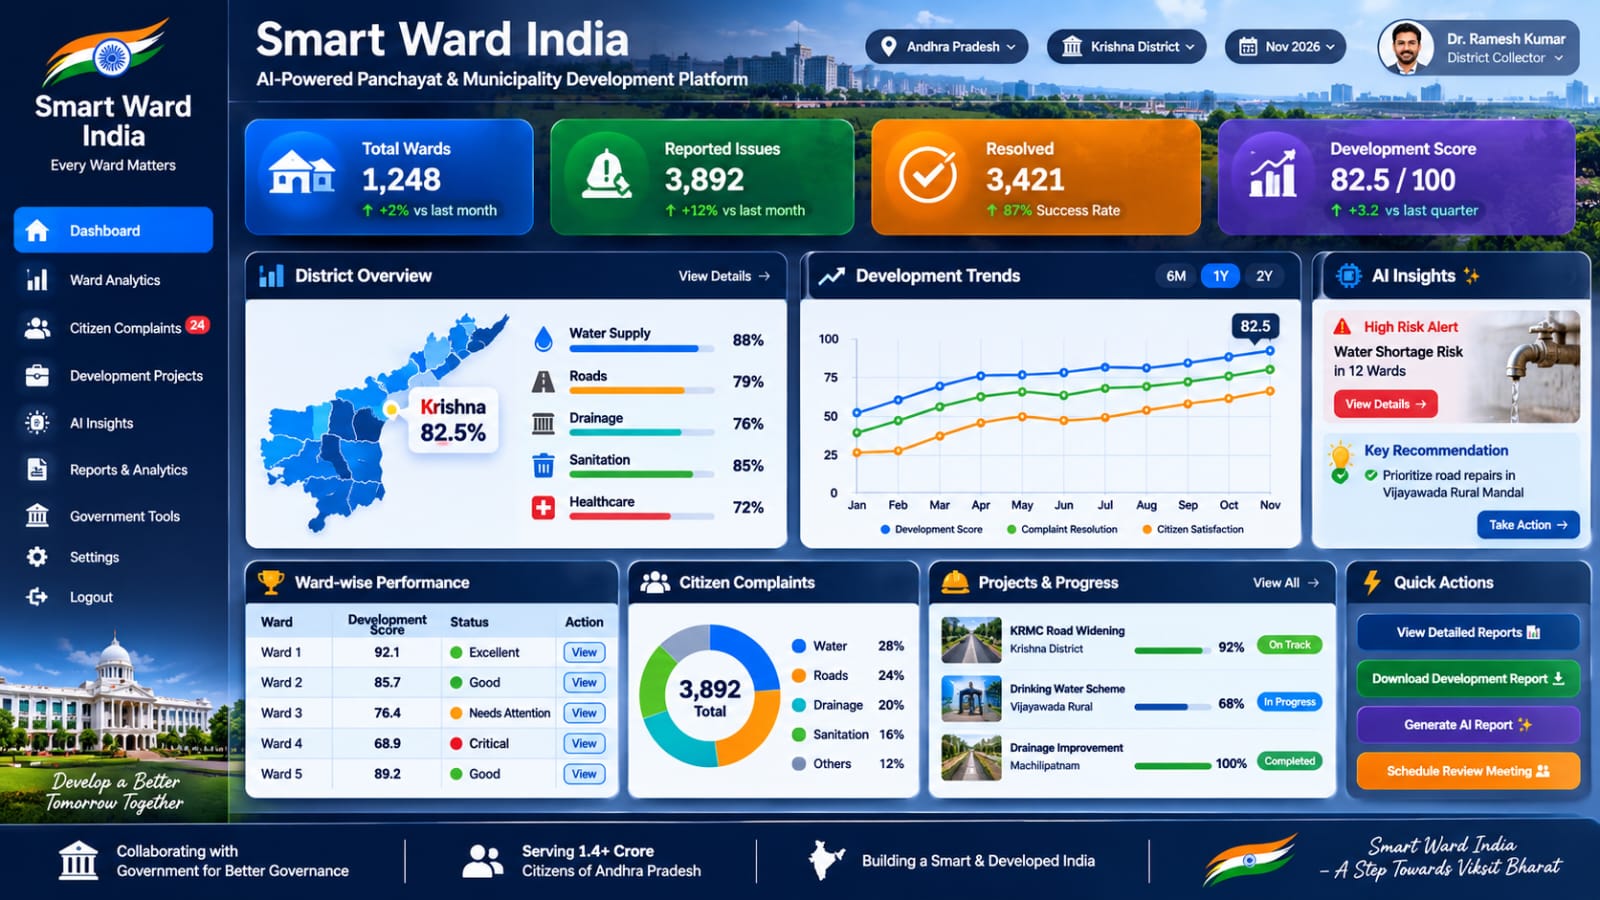 Smart Ward
India
Every Ward Matters
Dashboard
Ward Analytics
Citizen Complaints 24
Development Projects
AI Insights
Reports & Analytics
Government Tools
Settings
Logout
Develop a Better
Tomorrow Together
Smart Ward India
AI-Powered Panchayat & Municipality Development Platform
Andhra Pradesh
Krishna District
Nov 2026
Dr. Ramesh Kumar
District Collector
Total Wards
1,248
↑ +2% vs last month
Reported Issues
3,892
↑ +12% vs last month
Resolved
3,421
↑ 87% Success Rate
Development Score
82.5 / 100
↑ +3.2 vs last quarter
District Overview
View Details →
Krishna
82.5%
Water Supply 88%
Roads 79%
Drainage 76%
Sanitation 85%
Healthcare 72%
Development Trends
6M 1Y 2Y
82.5
100
75
50
25
0
Jan Feb Mar Apr May Jun Jul Aug Sep Oct Nov
Development Score Complaint Resolution Citizen Satisfaction
AI Insights
High Risk Alert
Water Shortage Risk
in 12 Wards
View Details →
Key Recommendation
Prioritize road repairs in
Vijayawada Rural Mandal
Take Action →
Ward-wise Performance
Ward Development Score Status Action
Ward 1 92.1 Excellent View
Ward 2 85.7 Good View
Ward 3 76.4 Needs Attention View
Ward 4 68.9 Critical View
Ward 5 89.2 Good View
Citizen Complaints
3,892
Total
Water 28%
Roads 24%
Drainage 20%
Sanitation 16%
Others 12%
Projects & Progress
View All →
KRMC Road Widening
Krishna District
92% On Track
Drinking Water Scheme
Vijayawada Rural
68% In Progress
Drainage Improvement
Machilipatnam
100% Completed
Quick Actions
View Detailed Reports
Download Development Report
Generate AI Report
Schedule Review Meeting
Collaborating with
Government for Better Governance
Serving 1.4+ Crore
Citizens of Andhra Pradesh
Building a Smart & Developed India
Smart Ward India
– A Step Towards Viksit Bharat